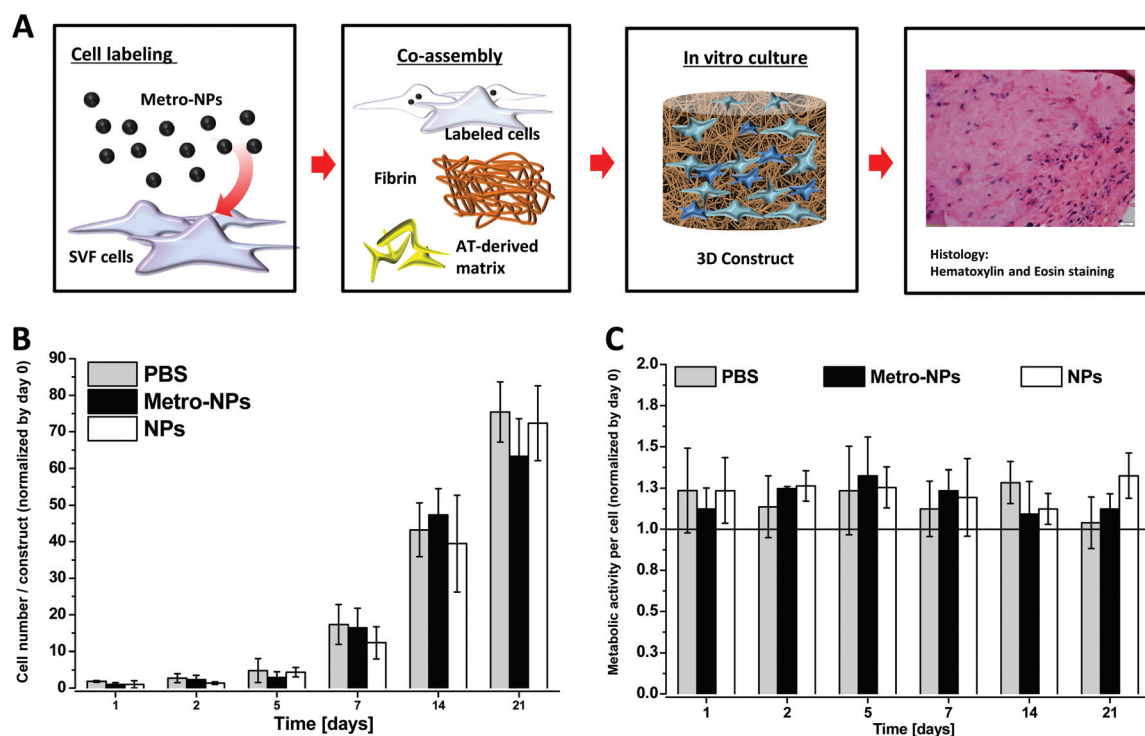 A
Cell labeling
Metro-NPs
SVF cells
Co-assembly
Labeled cells
Fibrin
AT-derived
matrix
In vitro culture
3D Construct
Histology:
Hematoxylin and Eosin staining
B
Cell number / construct (normalized by day 0)
90
80
70
60
50
40
30
20
10
0
PBS
Metro-NPs
NPs
1 2 5 7 14 21
Time [days]
C
Metabolic activity per cell (normalized by day 0)
2.0
1.8
1.5
1.3
1.0
0.8
0.5
0.3
0.0
PBS Metro-NPs NPs
1 2 5 7 14 21
Time [days]